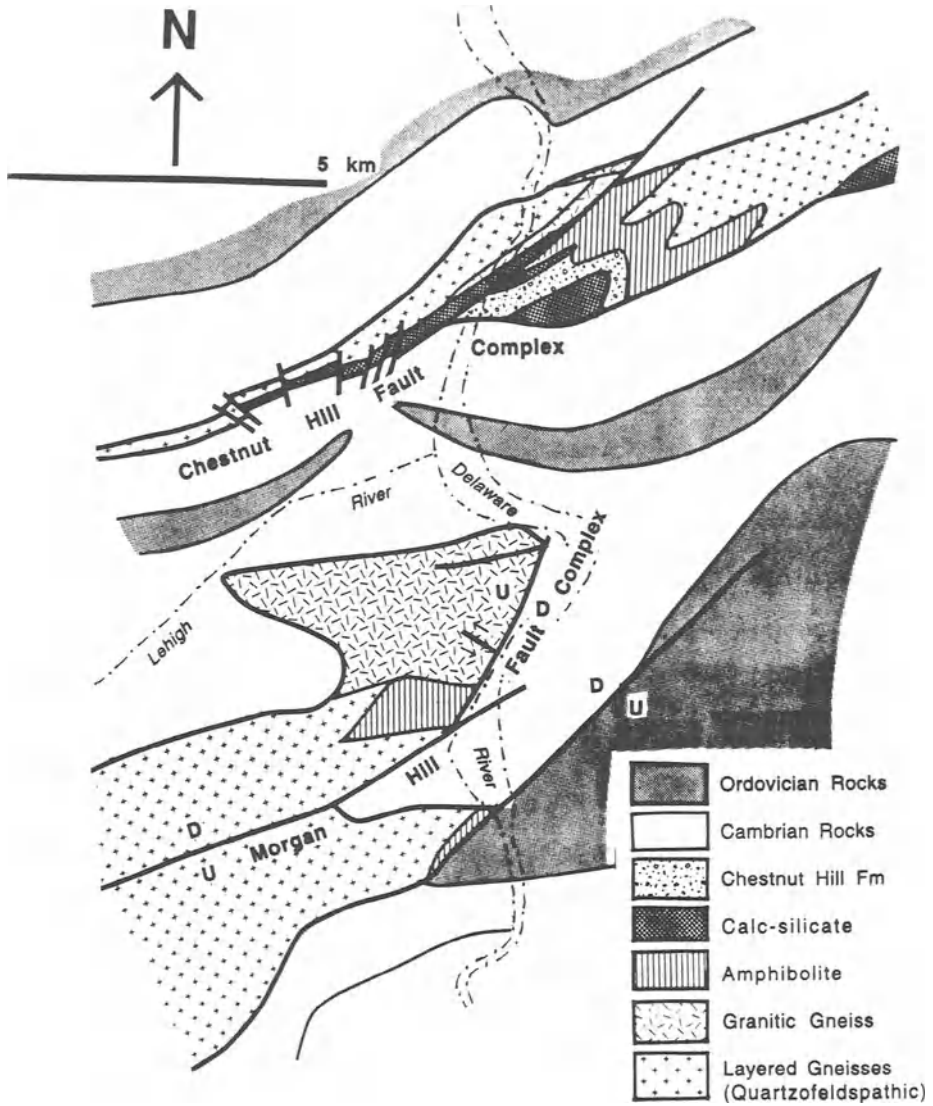 N
5 km
Complex
Fault
Hill
Chestnut
River
Delaware
Lehigh
Complex
Fault
U
D
D
U
Hill
River
Morgan
D
U
Ordovician Rocks
Cambrian Rocks
Chestnut Hill Fm
Calc-silicate
Amphibolite
Granitic Gneiss
Layered Gneisses
(Quartzofeldspathic)